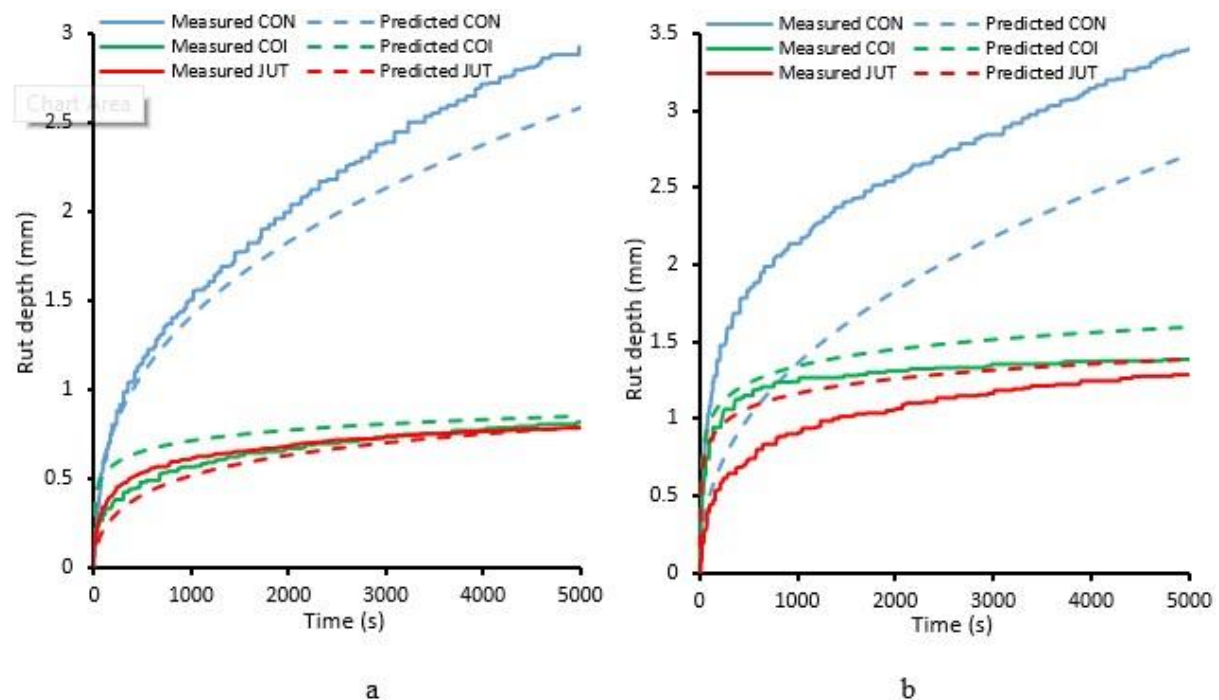 Measured CON Predicted CON
Measured COI Predicted COI
Measured JUT Predicted JUT
Chart Area
Rut depth (mm)
3
2.5
2
1.5
1
0.5
0
0 1000 2000 3000 4000 5000
Time (s)
a
Measured CON Predicted CON
Measured COI Predicted COI
Measured JUT Predicted JUT
Rut depth (mm)
3.5
3
2.5
2
1.5
1
0.5
0
0 1000 2000 3000 4000 5000
Time (s)
b